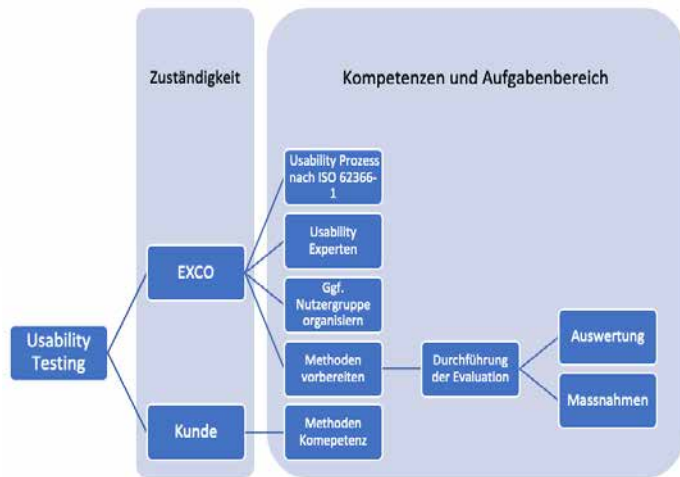 Zuständigkeit
Kompetenzen und Aufgabenbereich
Usability Testing
EXCO
Kunde
Usability Prozess
nach ISO 62366-
1
Usability
Experten
Ggf.
Nutzergruppe
organisiern
Methoden
vorbereiten
Methoden
Komepetenz
Durchführung
der Evaluation
Auswertung
Massnahmen